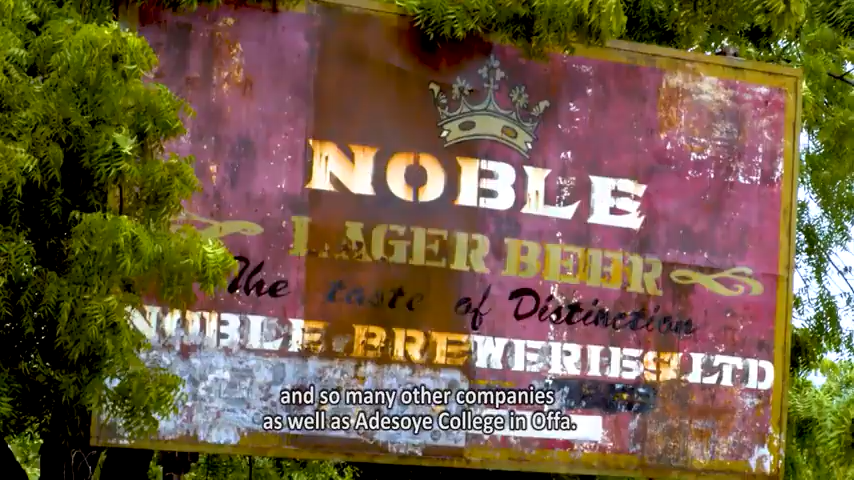 NOBLE
LAGER BEER
The taste of Distinction
NOBLE BREWERIES LTD
and so many other companies
as well as Adesoye College in Offa.